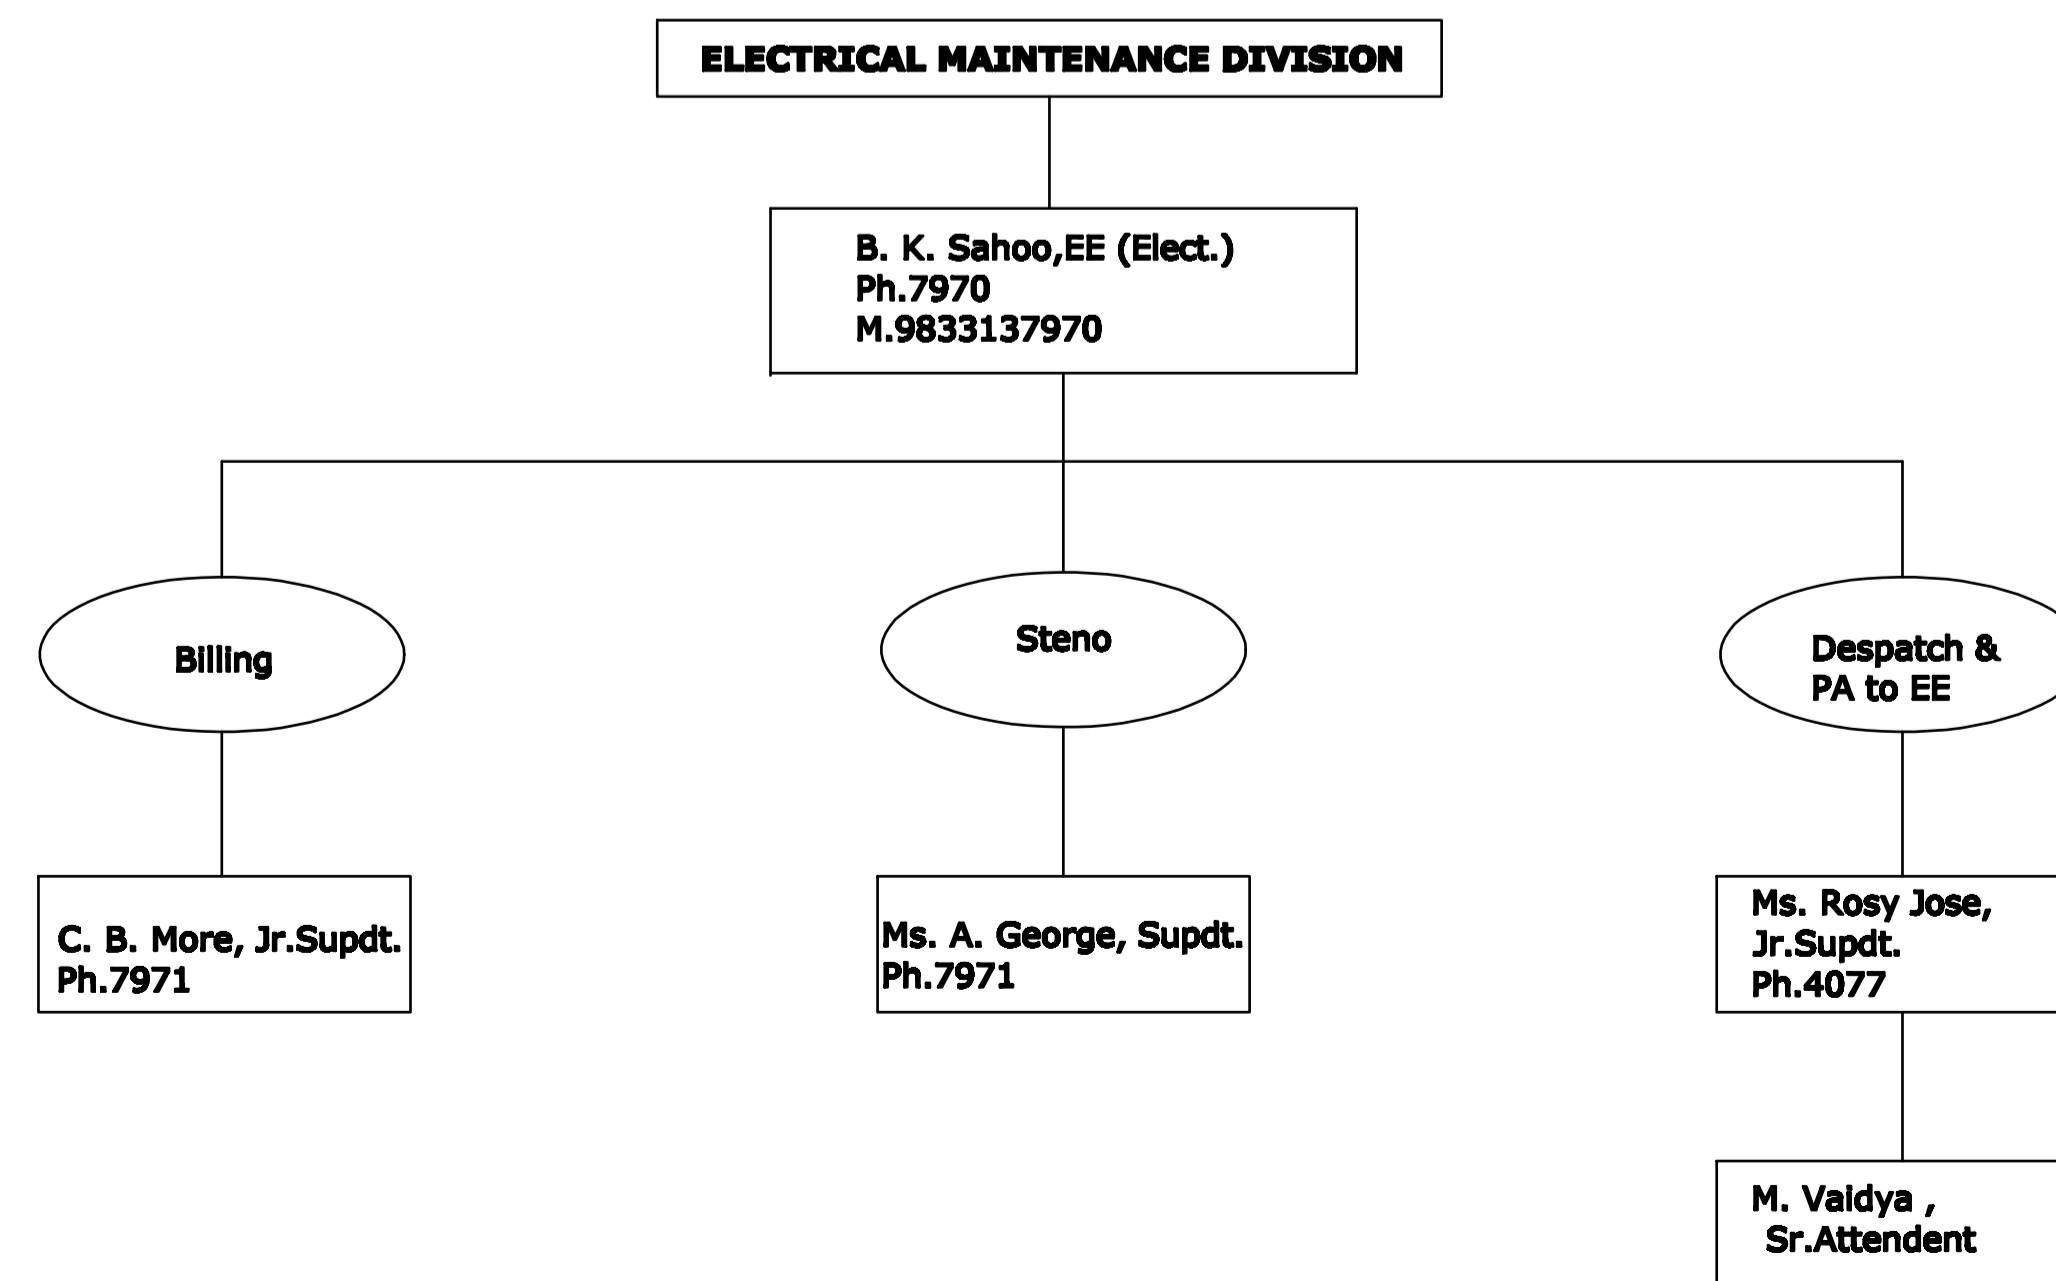 ELECTRICAL MAINTENANCE DIVISION
B. K. Sahoo,EE (Elect.)
Ph.7970
M.9833137970
Billing
Steno
Despatch &
PA to EE
C. B. More, Jr.Supdt.
Ph.7971
Ms. A. George, Supdt.
Ph.7971
Ms. Rosy Jose,
Jr.Supdt.
Ph.4077
M. Vaidya ,
Sr.Attendent